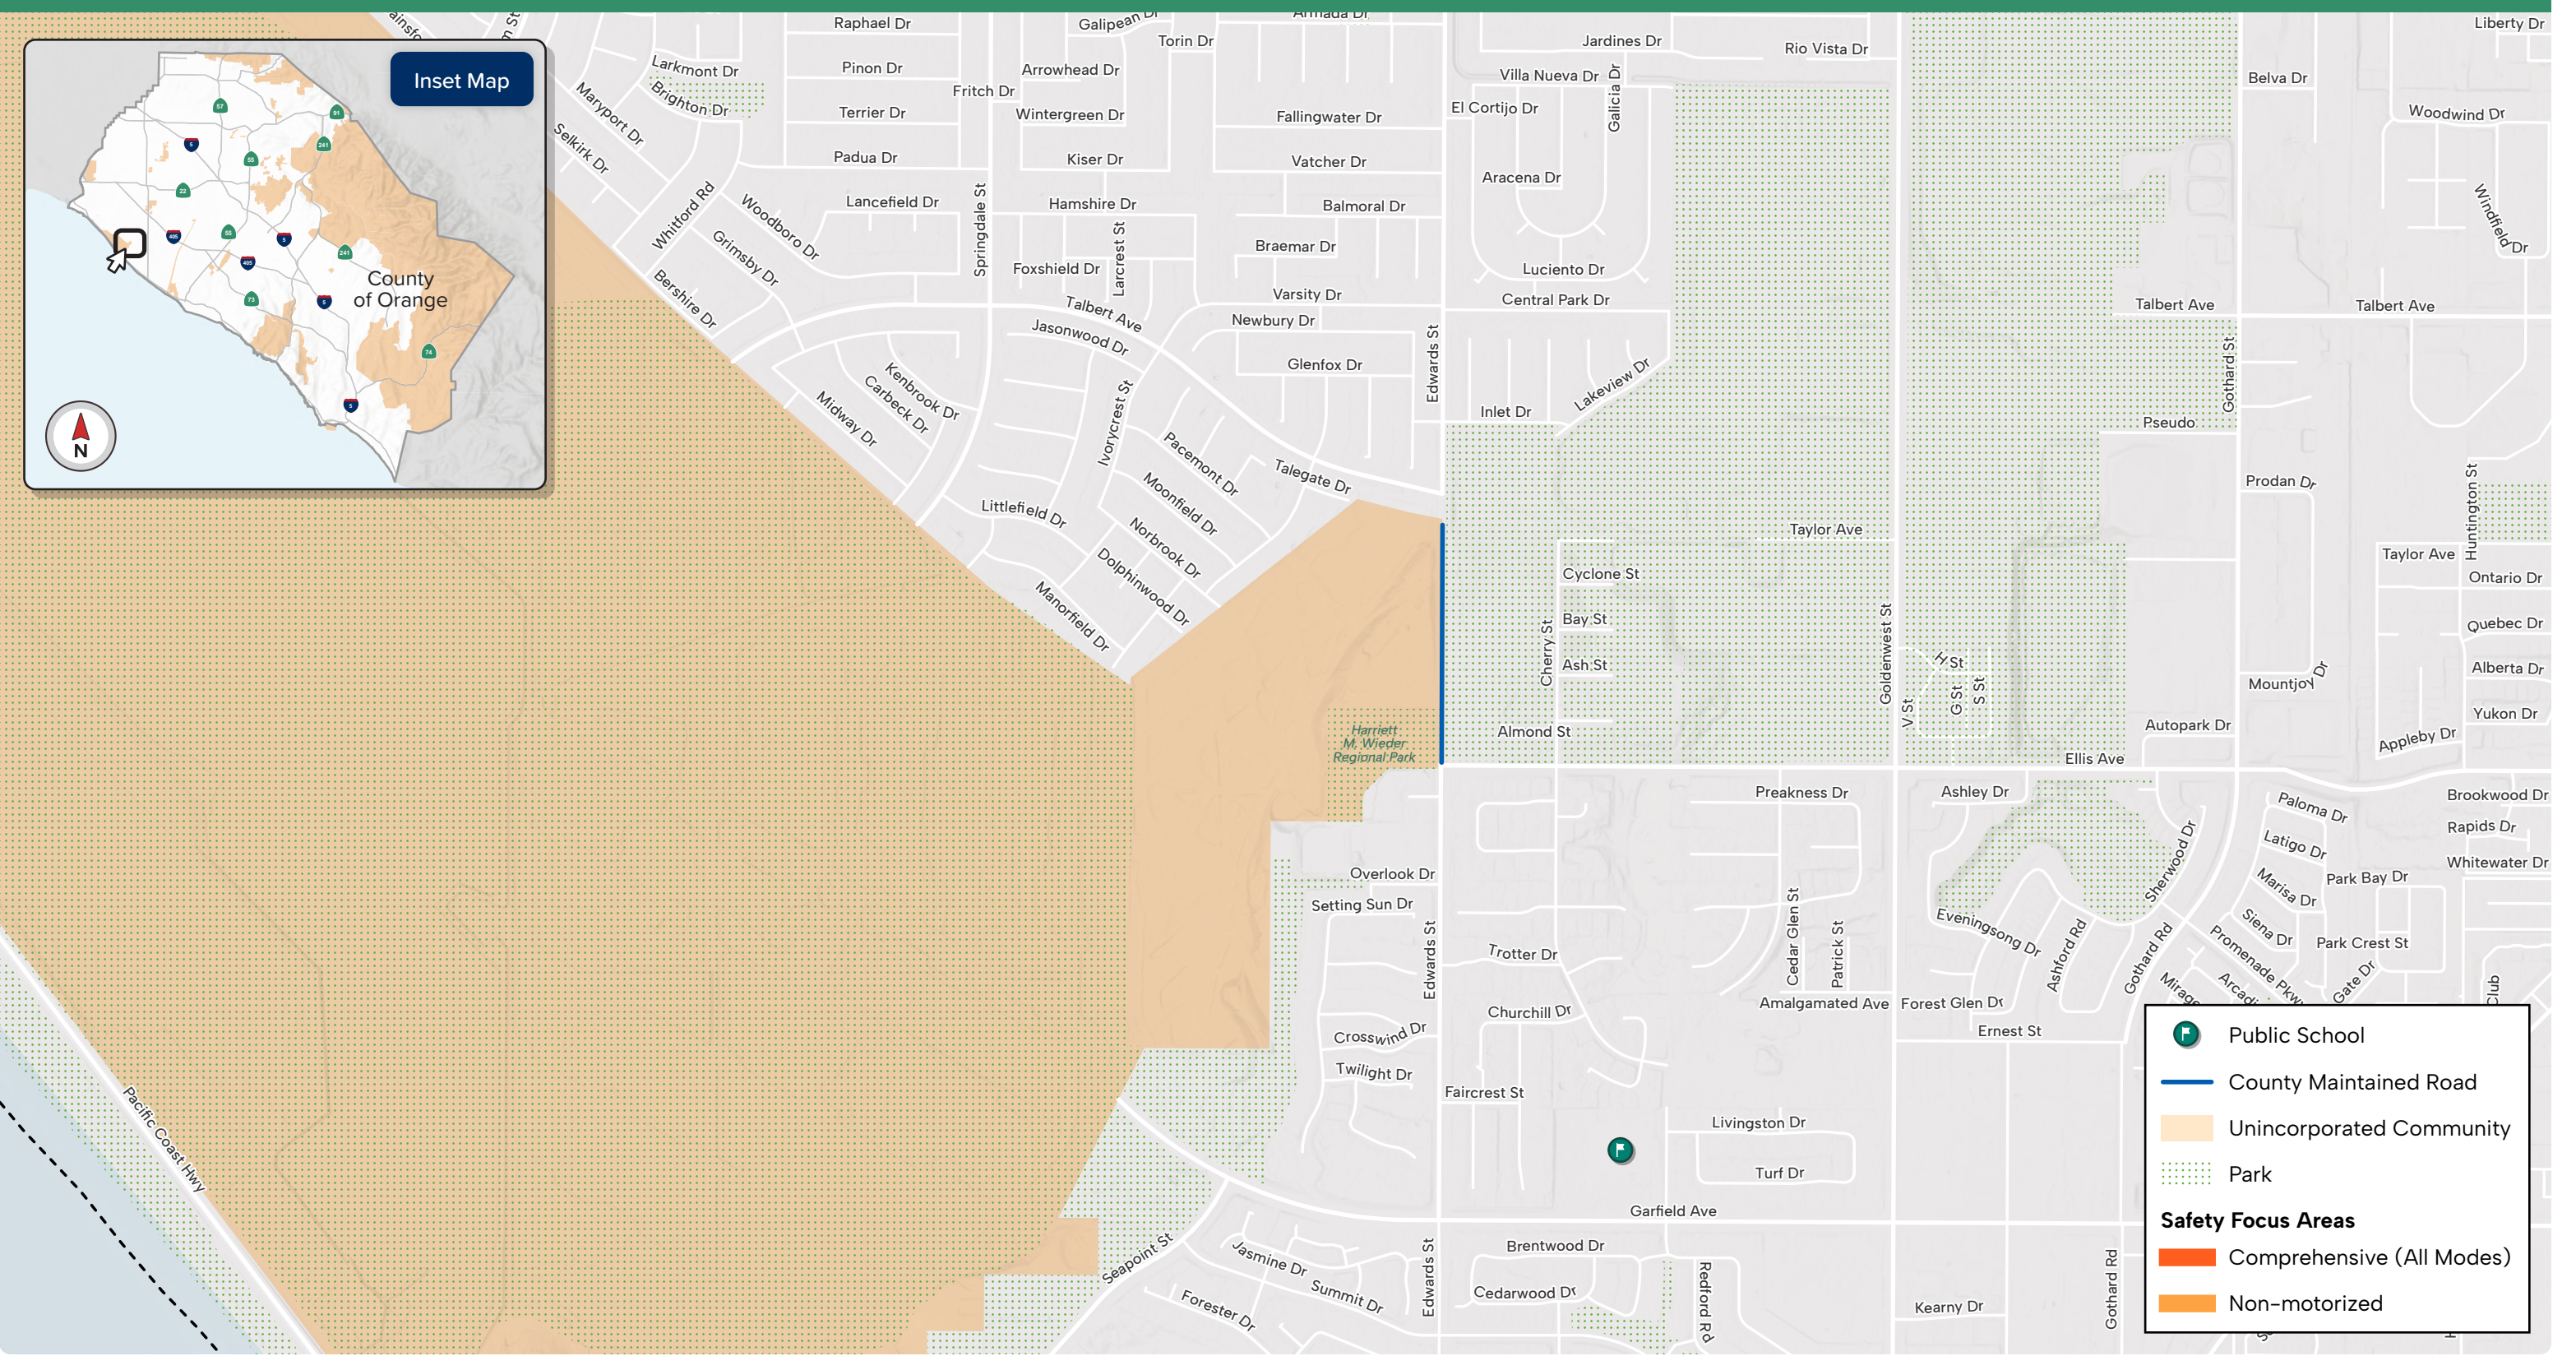 Inset Map
57
91
5
241
55
22
55
405
5
241
405
73
5
County
of Orange
74
5
N
Raphael Dr
Torin Dr
Jardines Dr
Rio Vista Dr
Liberty Dr
Larkmont Dr
Pinon Dr
Arrowhead Dr
Villa Nueva Dr
Galicia Dr
Belva Dr
Brighton Dr
Fritch Dr
Maryport Dr
Terrier Dr
Wintergreen Dr
Fallingwater Dr
El Cortijo Dr
Woodwind Dr
Selkirk Dr
Padua Dr
Kiser Dr
Vatcher Dr
Aracena Dr
Whitford Rd
Woodboro Dr
Lancefield Dr
Springdale St
Hamshire Dr
Balmoral Dr
Windfield Dr
Grimsby Dr
Larcrest St
Braemar Dr
Bershire Dr
Foxshield Dr
Luciento Dr
Varsity Dr
Central Park Dr
Talbert Ave
Talbert Ave
Talbert Ave
Newbury Dr
Jasonwood Dr
Edwards St
Glenfox Dr
Gothard St
Kenbrook Dr
Carbeck Dr
Lakeview Dr
Midway Dr
Ivorycrest St
Inlet Dr
Pseudo
Pacemont Dr
Talegate Dr
Prodan Dr
Moonfield Dr
Huntington St
Littlefield Dr
Norbrook Dr
Taylor Ave
Taylor Ave
Dolphinwood Dr
Cyclone St
Ontario Dr
Manorfield Dr
Cherry St
Bay St
Goldenwest St
Quebec Dr
Ash St
H St
Alberta Dr
G St
S St
V St
Mountjoy Dr
Harriett
M. Wieder
Regional Park
Almond St
Autopark Dr
Yukon Dr
Appleby Dr
Ellis Ave
Preakness Dr
Ashley Dr
Paloma Dr
Brookwood Dr
Rapids Dr
Latigo Dr
Sherwood Dr
Whitewater Dr
Overlook Dr
Marisa Dr
Park Bay Dr
Setting Sun Dr
Cedar Glen St
Patrick St
Eveningsong Dr
Siena Dr
Edwards St
Trotter Dr
Ashford Rd
Gothard Rd
Promenade Pkwy
Park Crest St
Gate Dr
Amalgamated Ave
Forest Glen Dr
Club
Churchill Dr
Crosswind Dr
Ernest St
Twilight Dr
Faircrest St
Livingston Dr
Turf Dr
Pacific Coast Hwy
Garfield Ave
Seapoint St
Jasmine Dr
Brentwood Dr
Edwards St
Summit Dr
Cedarwood Dr
Redford Rd
Forester Dr
Kearny Dr
Gothard Rd
Public School
County Maintained Road
Unincorporated Community
Park
Safety Focus Areas
Comprehensive (All Modes)
Non-motorized